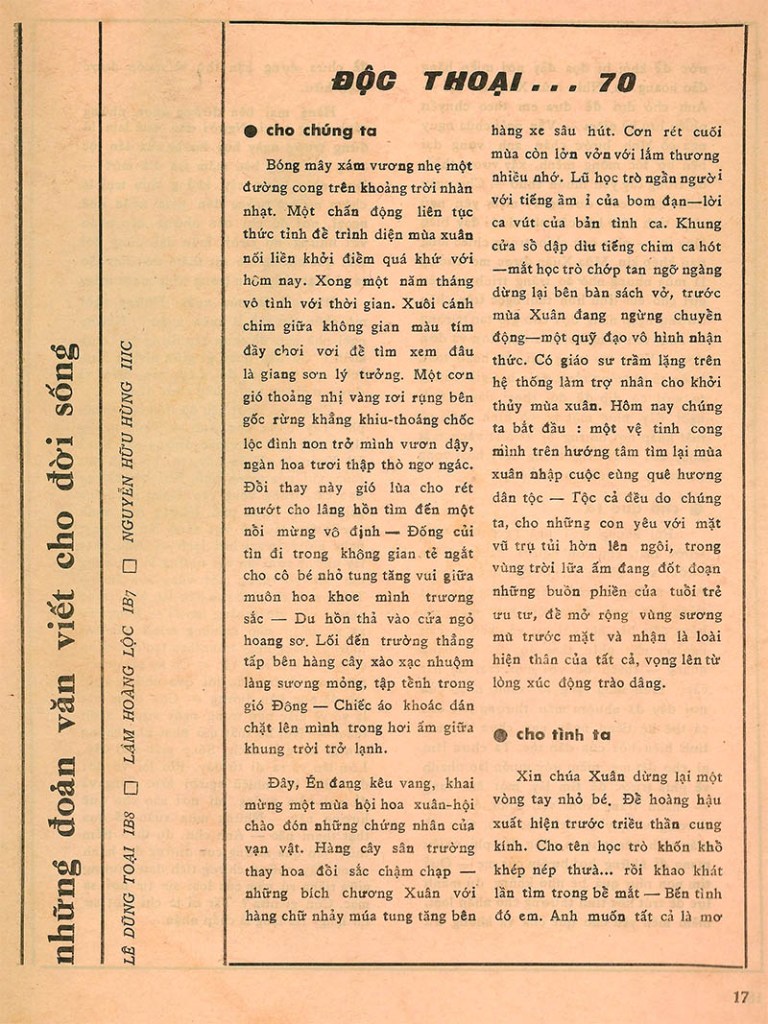 những đoản văn viết cho đời sống
LÊ DŨNG TOẠI IB8 □ LÂM HOÀNG LỘC IB7 □ NGUYỄN HỮU HÙNG IIIC
ĐỘC THOẠI... 70
● cho chúng ta
Bóng mây xám vương nhẹ một
đường cong trên khoảng trời nhàn
nhạt. Một chấn động liên tục
thức tỉnh để trình diện mùa xuân
nối liền khởi điểm quá khứ với
hôm nay. Xong một năm tháng
vô tình với thời gian. Xuôi cánh
chim giữa không gian màu tím
đầy chơi vơi để tìm xem đâu
là giang sơn lý tưởng. Một cơn
gió thoảng nhị vàng rơi rụng bên
gốc rừng khẳng khiu-thoáng chốc
lộc đình non trở mình vươn dậy,
ngàn hoa tươi thập thò ngơ ngác.
Đồi thay này gió lùa cho rét
mướt cho lâng hồn tìm đến một
nỗi mừng vô định — Đống củi
tìn đi trong không gian tẻ ngắt
cho cô bé nhỏ tung tăng vui giữa
muôn hoa khoe mình trương
sắc — Du hồn thả vào cửa ngỏ
hoang sơ. Lối đến trường thẳng
tấp bên hàng cây xào xạc nhuộm
làng sương mỏng, tập tềnh trong
gió Đông — Chiếc áo khoác dán
chặt lên mình trong hơi ấm giữa
khung trời trở lạnh.
Đây, Én đang kêu vang, khai
mừng một mùa hội hoa xuân-hội
chào đón những chứng nhân của
vạn vật. Hàng cây sân trường
thay hoa đồi sắc chậm chạp —
những bích chương Xuân với
hàng chữ nhảy múa tung tăng bên
hàng xe sâu hút. Cơn rét cuối
mùa còn lởn vởn với lắm thương
nhiều nhớ. Lũ học trò ngẩn người
với tiếng ầm ỉ của bom đạn—lời
ca vút của bản tình ca. Khung
cửa sổ dập dìu tiếng chim ca hót
—mắt học trò chớp tan ngỡ ngàng
dừng lại bên bàn sách vở, trước
mùa Xuân đang ngừng chuyển
động—một quỹ đạo vô hình nhận
thức. Có giáo sư trầm lặng trên
hệ thống làm trợ nhân cho khởi
thủy mùa xuân. Hôm nay chúng
ta bắt đầu : một vệ tinh cong
mình trên hướng tâm tìm lại mùa
xuân nhập cuộc cùng quê hương
dân tộc — Tộc cả đều do chúng
ta, cho những con yêu với mặt
vũ trụ tủi hờn lên ngôi, trong
vùng trời lửa ấm đang đốt đoạn
những buồn phiền của tuổi trẻ
ưu tư, để mở rộng vùng sương
mù trước mặt và nhận là loài
hiện thân của tất cả, vọng lên từ
lòng xúc động trào dâng.
● cho tình ta
Xin chúa Xuân dừng lại một
vòng tay nhỏ bé. Để hoàng hậu
xuất hiện trước triều thần cung
kính. Cho tên học trò khốn khổ
khép nép thưà... rồi khao khát
lần tìm trong bề mắt — Bến tình
đó em. Anh muốn tất cả là mơ
17